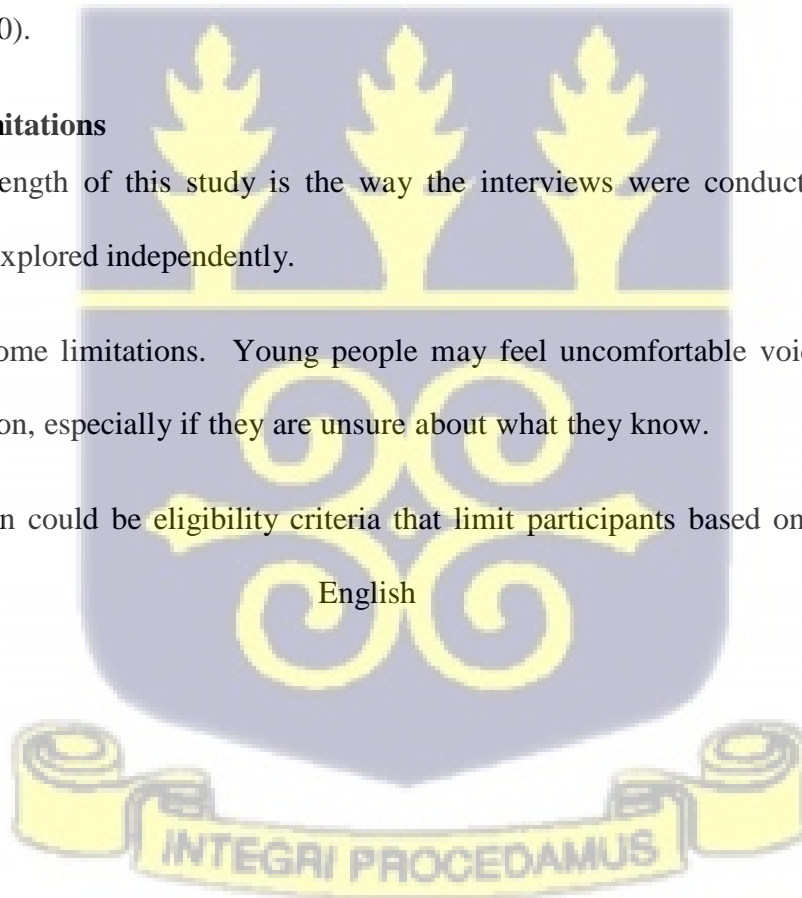 0).
nitations
ength of this study is the way the interviews were conduct
xplored independently.
ome limitations. Young people may feel uncomfortable void
on, especially if they are unsure about what they know.
n could be eligibility criteria that limit participants based on
English
INTEGRI PROCEDAMUS